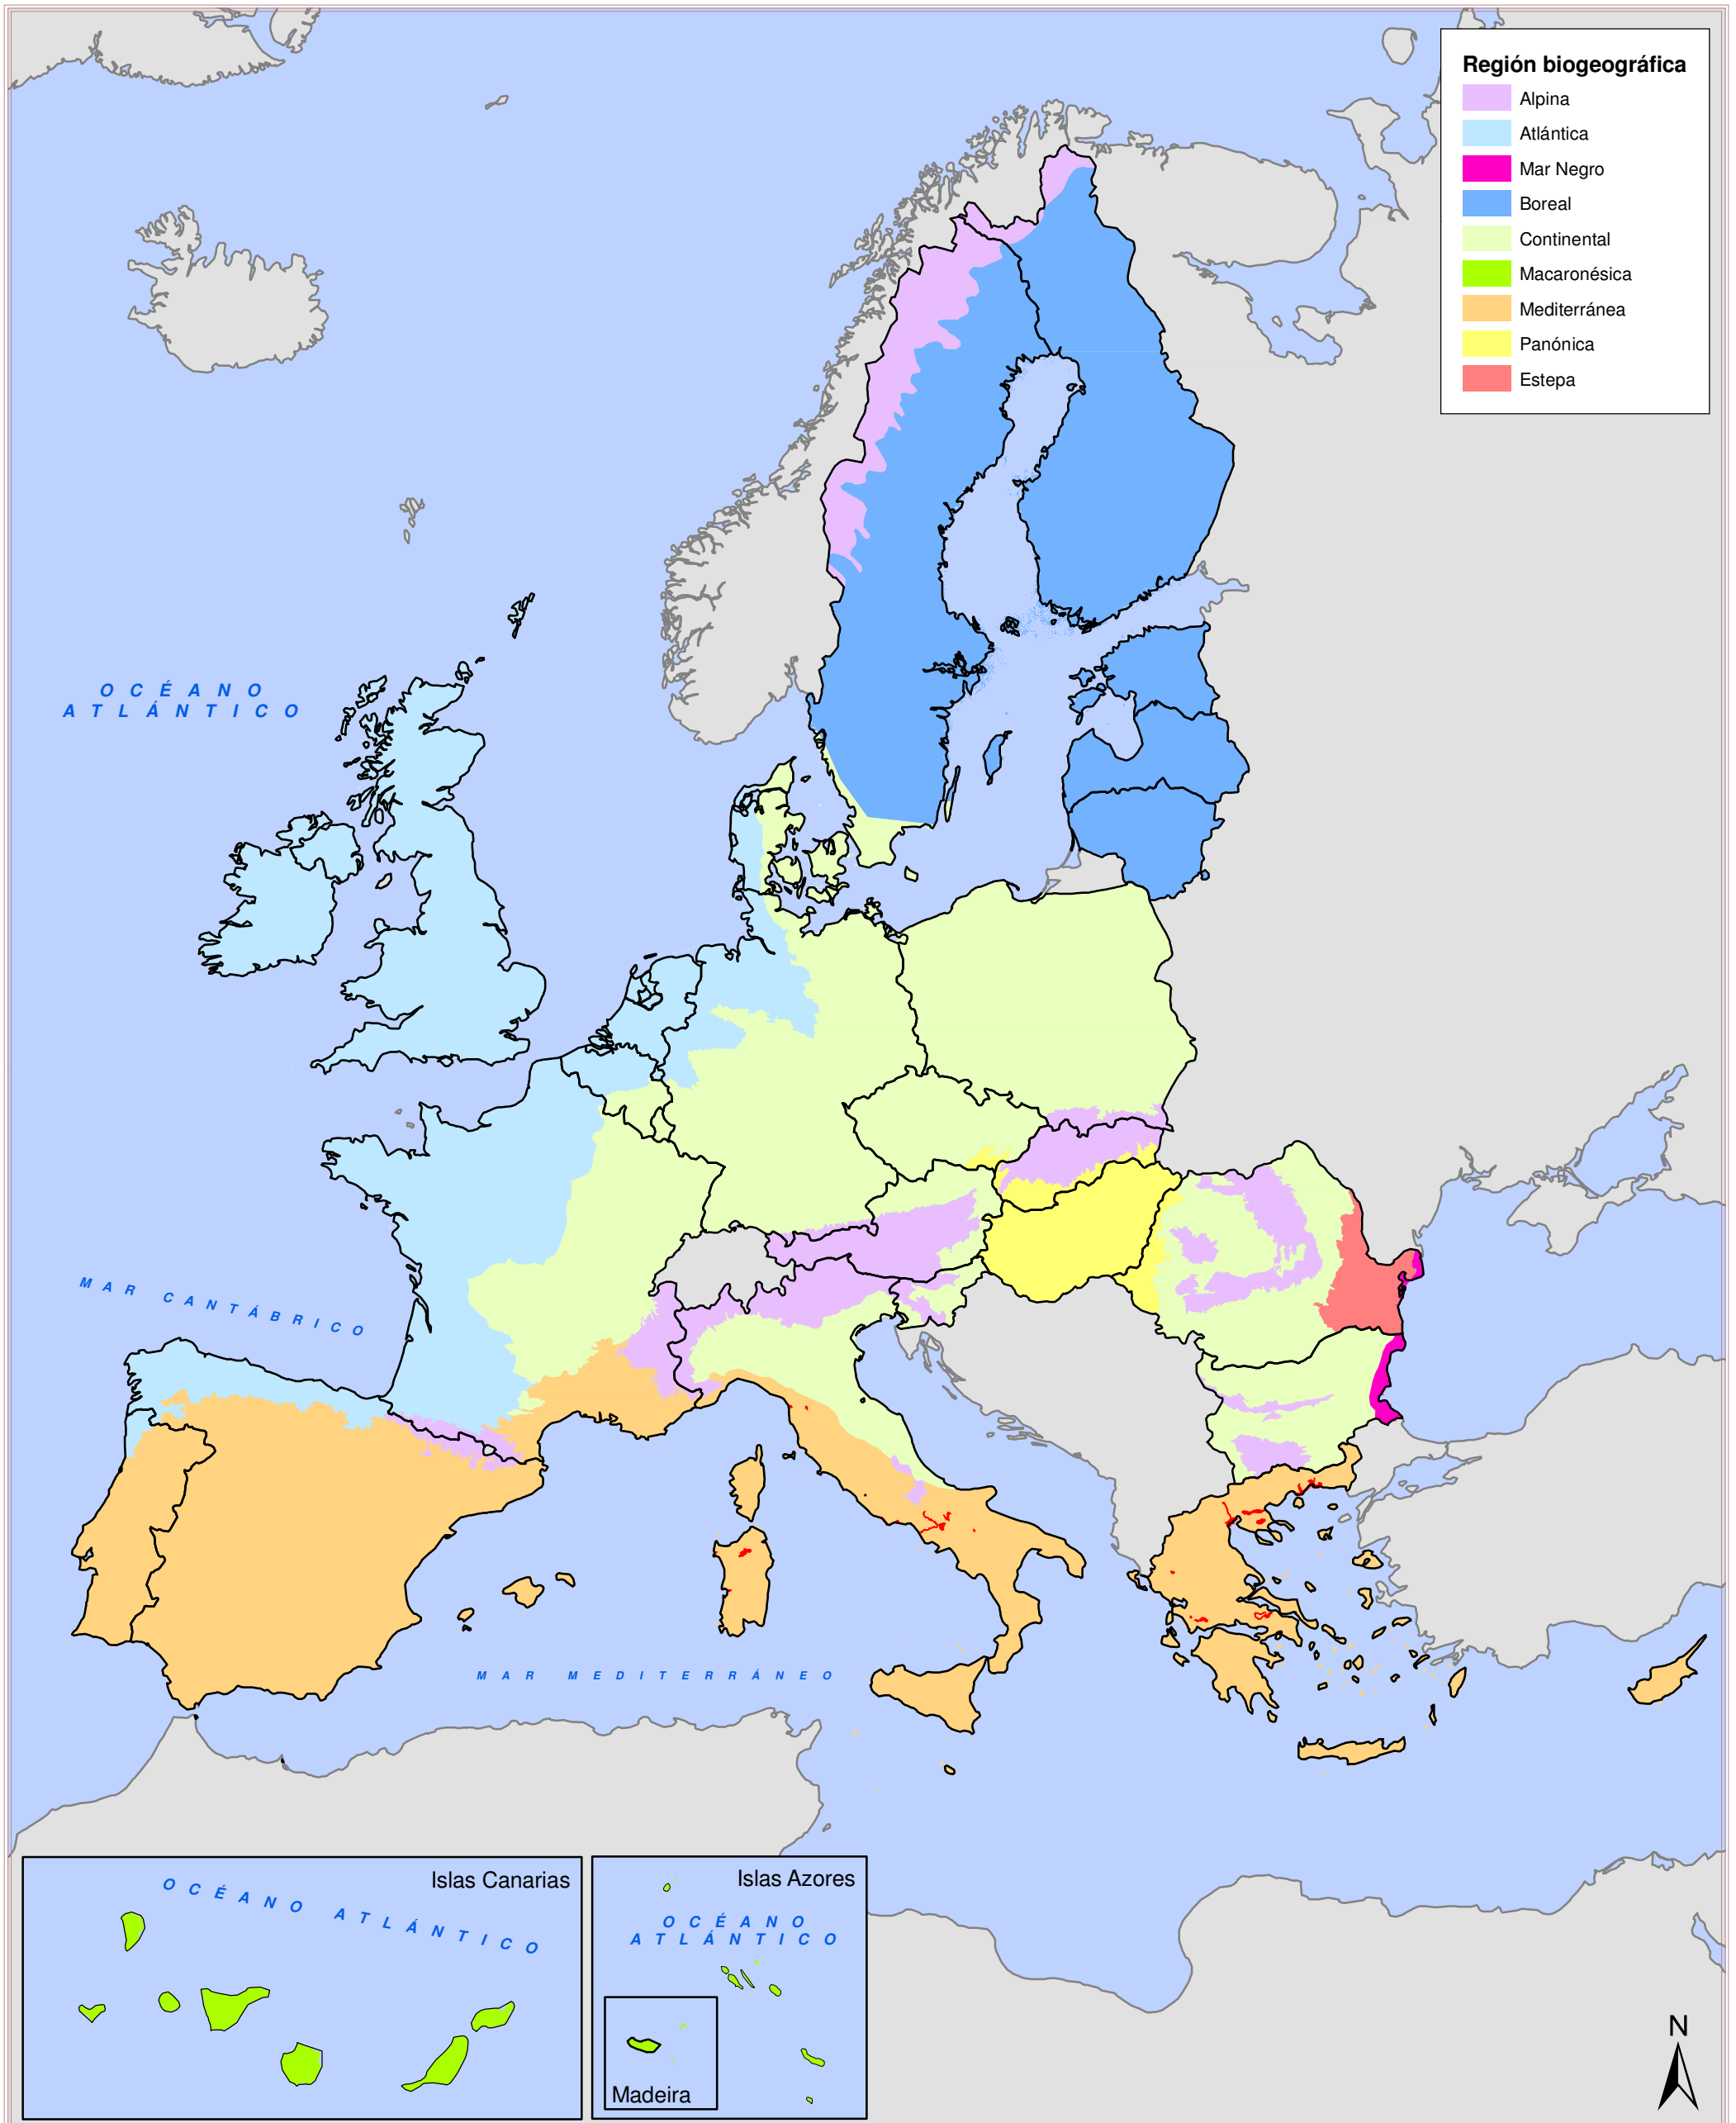 Región biogeográfica
Alpina
Atlántica
Mar Negro
Boreal
Continental
Macaronésica
Mediterránea
Panónica
Estepa
OCÉANO
ATLÁNTICO
MAR CANTÁBRICO
MAR MEDITERRÁNEO
Islas Canarias
OCÉANO ATLÁNTICO
Islas Azores
OCÉANO
ATLÁNTICO
Madeira
N